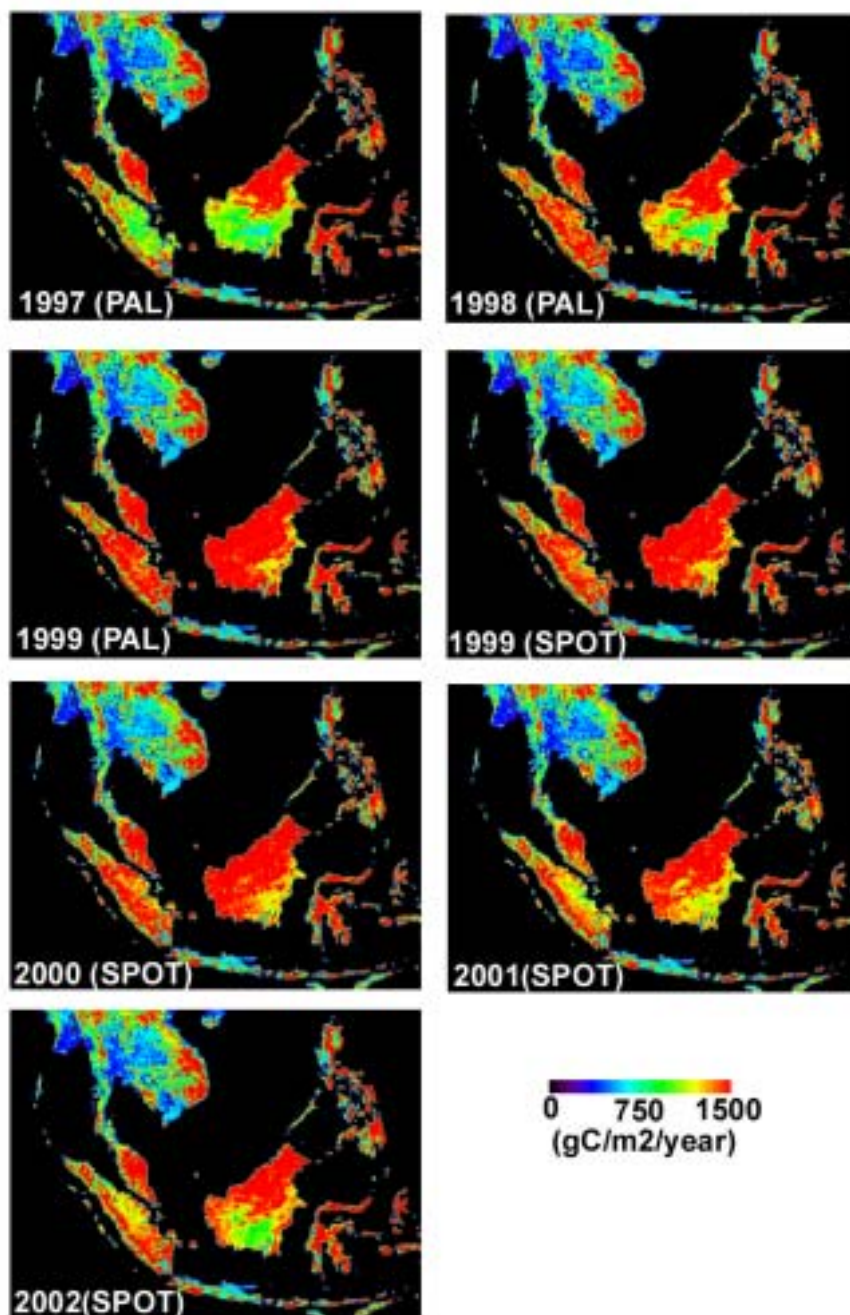 1997 (PAL)
1998 (PAL)
1999 (PAL)
1999 (SPOT)
2000 (SPOT)
2001(SPOT)
2002(SPOT)
0 750 1500
(gC/m2/year)